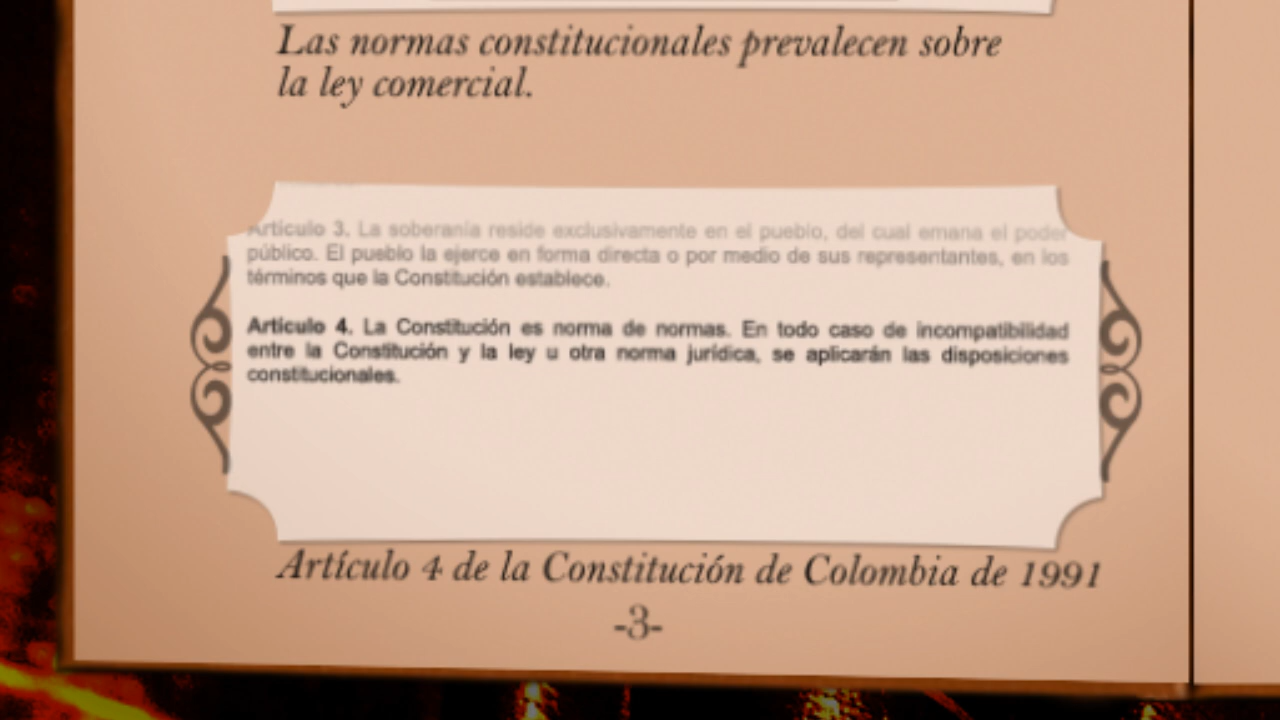 Las normas constitucionales prevalecen sobre
la ley comercial.
Artículo 3. La soberanía reside exclusivamente en el pueblo, del cual emana el poder
público. El pueblo la ejerce en forma directa o por medio de sus representantes, en los
términos que la Constitución establece.
Artículo 4. La Constitución es norma de normas. En todo caso de incompatibilidad
entre la Constitución y la ley u otra norma jurídica, se aplicarán las disposiciones
constitucionales.
Artículo 4 de la Constitución de Colombia de 1991
-3-